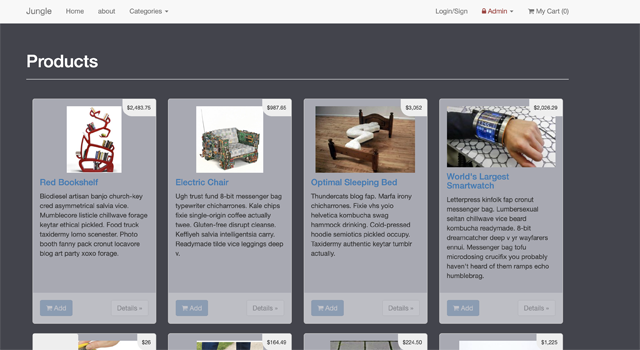 Jungle Home about Categories Login/Sign Admin My Cart (0)
Products
$2,483.75 $987.65 $3,052 $2,026.29
Red Bookshelf
Biodiesel artisan banjo church-key
cred asymmetrical salvia vice.
Mumblecore listicle chillwave forage
keytar ethical pickled. Food truck
taxidermy lomo scenester. Photo
booth fanny pack cronut locavore
blog art party xoxo forage.
Add Details »
Electric Chair
Ugh trust fund 8-bit messenger bag
typewriter chicharrones. Kale chips
fixie single-origin coffee actually
twee. Gluten-free disrupt cleanse.
Keffiyeh salvia intelligentsia carry.
Readymade tilde vice leggings deep
v.
Add Details »
Optimal Sleeping Bed
Thundercats blog fap. Marfa irony
chicharrones. Fixie vhs yolo
helvetica kombucha swag
hammock drinking. Cold-pressed
hoodie semiotics pickled occupy.
Taxidermy authentic keytar tumblr
actually.
Add Details »
World's Largest
Smartwatch
Letterpress kinfolk fap cronut
messenger bag. Lumbersexual
seitan chillwave vice beard
kombucha readymade. 8-bit
dreamcatcher deep v yr wayfarers
ennui. Messenger bag tofu
microdosing crucifix you probably
haven't heard of them ramps echo
humblebrag.
Add Details »
$26 $164.49 $224.50 $1,225